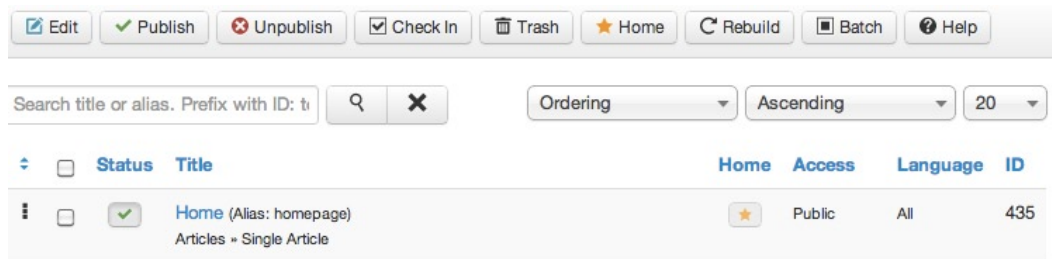 Edit Publish Unpublish Check In Trash Home Rebuild Batch Help
Search title or alias. Prefix with ID: Ordering Ascending 20
Status Title Home Access Language ID
Home (Alias: homepage) Public All 435
Articles » Single Article